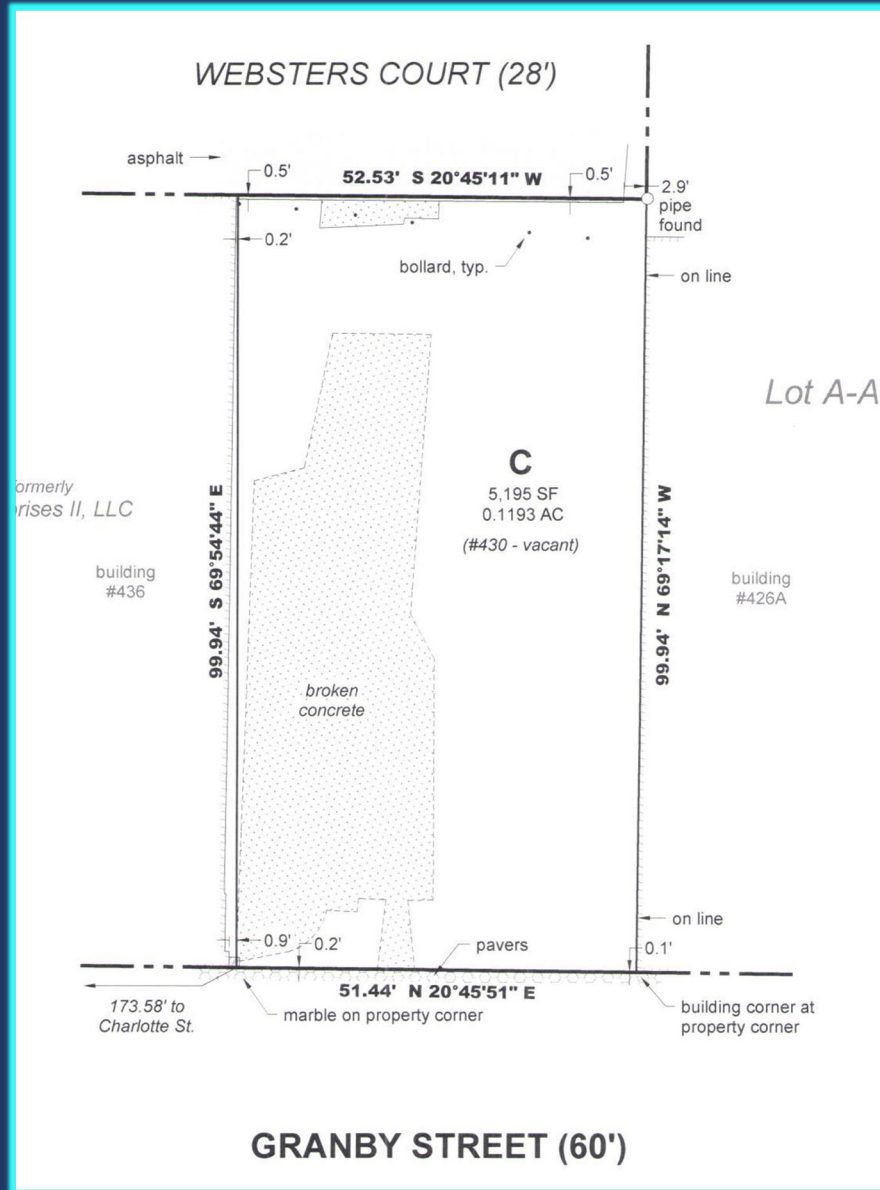 WEBSTERS COURT (28')
asphalt
0.5'
52.53' S 20°45'11" W
0.5'
2.9'
pipe
found
0.2'
bollard, typ.
on line
Lot A-A
C
5,195 SF
0.1193 AC
(#430 - vacant)
ormerly
rises II, LLC
99.94' S 69°54'44" E
99.94' N 69°17'14" W
building
#436
building
#426A
broken
concrete
on line
0.9'
0.2'
pavers
0.1'
51.44' N 20°45'51" E
173.58' to
Charlotte St.
marble on property corner
building corner at
property corner
GRANBY STREET (60')